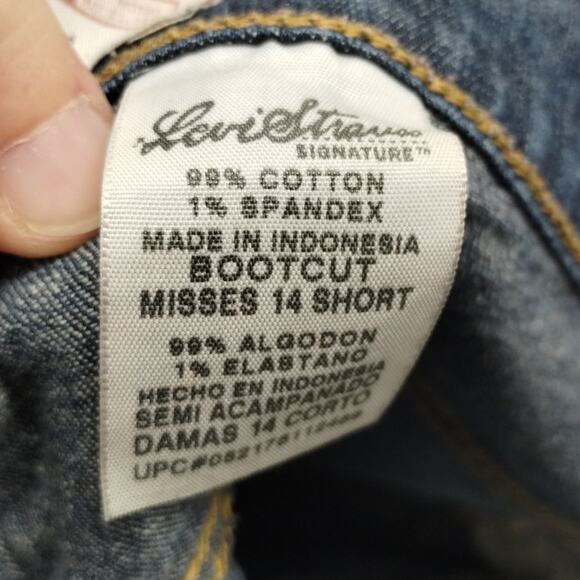 Levi Strauss
SIGNATURE™
99% COTTON
1% SPANDEX
MADE IN INDONESIA
BOOTCUT
MISSES 14 SHORT
99% ALGODON
1% ELASTANO
HECHO EN INDONESIA
SEMI ACAMPANADO
DAMAS 14 CORTO